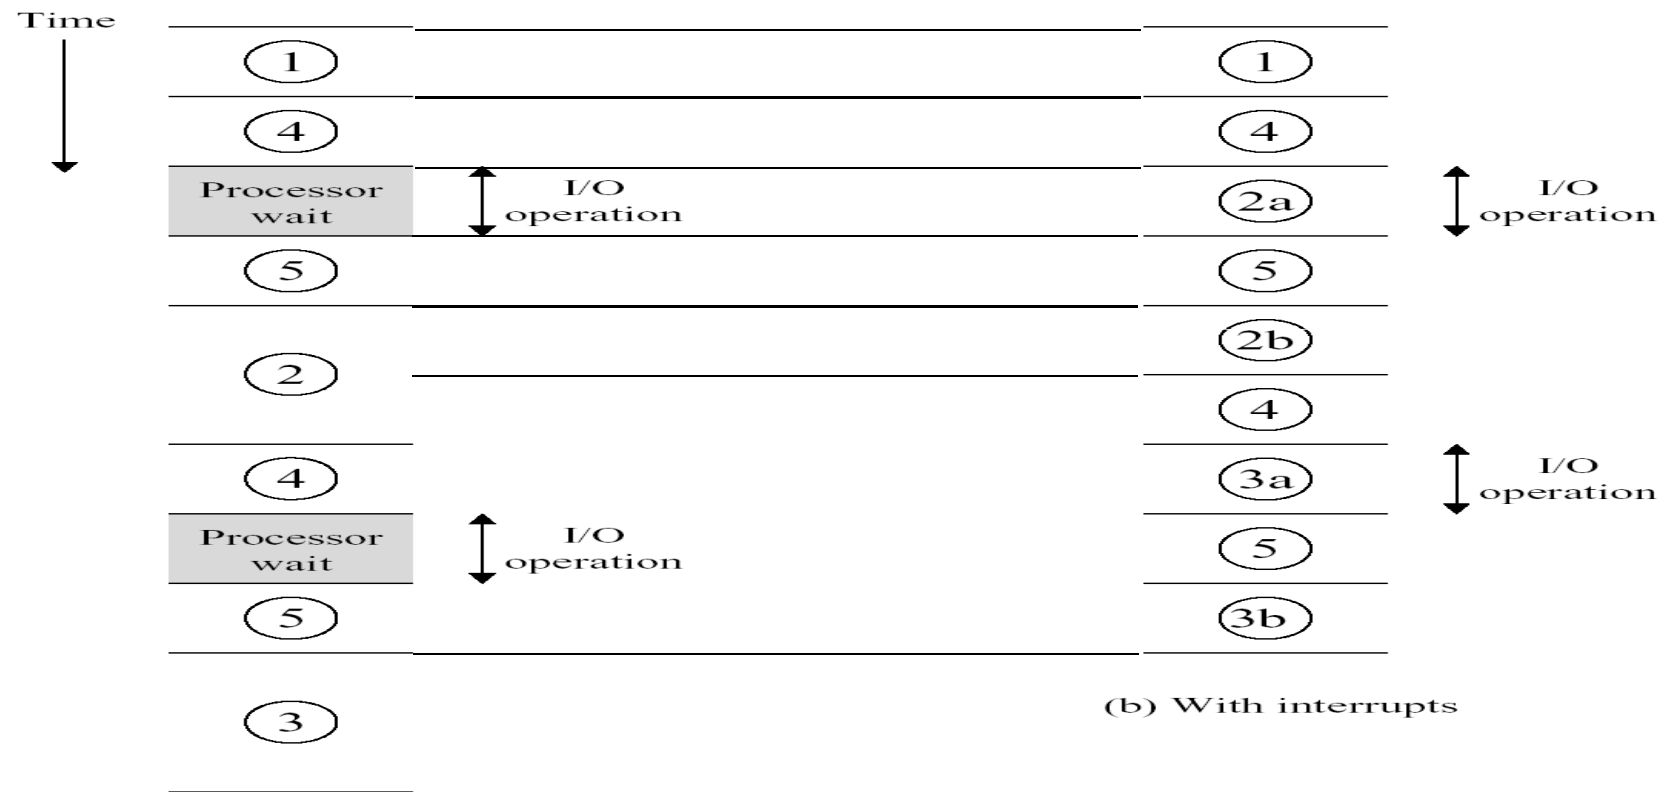 Time
1
4
Processor
wait
I/O
operation
5
2
4
Processor
wait
I/O
operation
5
3
1
4
2a
I/O
operation
5
2b
4
3a
I/O
operation
5
3b
(b) With interrupts